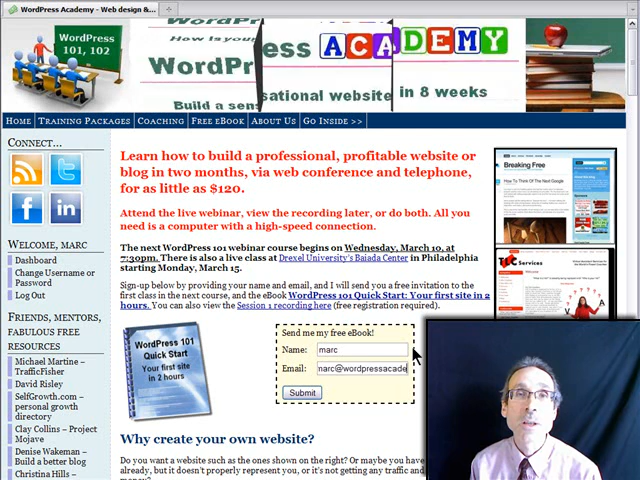 WordPress Academy - Web design &...
WordPress
101, 102
How is your
WordPr
ess ACADEMY
Build a sen
sational website
in 8 weeks
Home
Training Packages
Coaching
Free eBook
About Us
Go Inside >>
Connect...
Welcome, marc
Dashboard
Change Username or
Password
Log Out
Friends, mentors,
fabulous free
resources
Michael Martine –
TrafficFisher
David Risley
SelfGrowth.com –
personal growth
directory
Clay Collins – Project
Mojave
Denise Wakeman –
Build a better blog
Christina Hills –
Learn how to build a professional, profitable website or
blog in two months, via web conference and telephone,
for as little as $120.
Attend the live webinar, view the recording later, or do both. All you
need is a computer with a high-speed connection.
The next WordPress 101 webinar course begins on Wednesday, March 10, at
7:30pm. There is also a live class at Drexel University's Baiada Center in Philadelphia
starting Monday, March 15.
Sign-up below by providing your name and email, and I will send you a free invitation to the
first class in the next course, and the eBook WordPress 101 Quick Start: Your first site in 2
hours. You can also view the Session 1 recording here (free registration required).
WordPress 101
Quick Start
Your first site
in 2 hours
Send me my free eBook!
Name: marc
Email: narc@wordpressacade
Submit
Why create your own website?
Do you want a website such as the ones shown on the right? Or maybe you have
already, but it doesn't properly represent you, or it's not getting any traffic and
Breaking Free
How To Think Of The Next Google
TLC Services